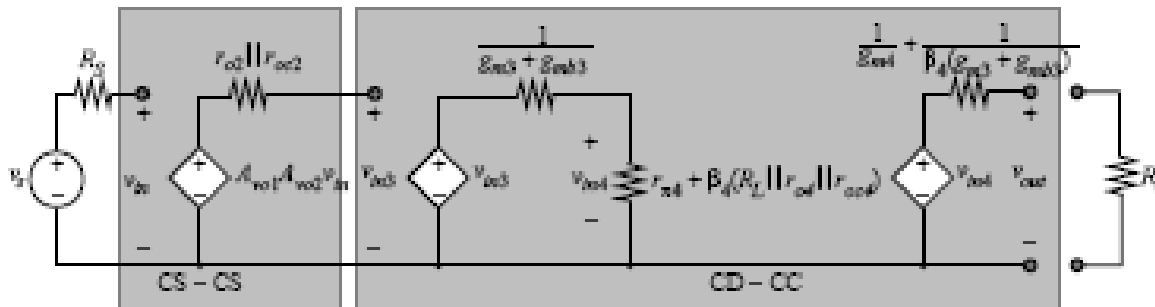 R_S
v_s
+
−
+
v_in
−
r_o2 || r_oc2
+
−
A_vo1 A_vo2 v_in
CS – CS
+
v_in3
−
1
g_m3 + g_mb3
+
−
v_in3
+
v_in4
−
r_π4 + β_4(R_L || r_o4 || r_oc4)
1
g_m4
+
1
β_4(g_m3 + g_mb3)
+
−
v_in4
+
v_out
−
CD – CC
R